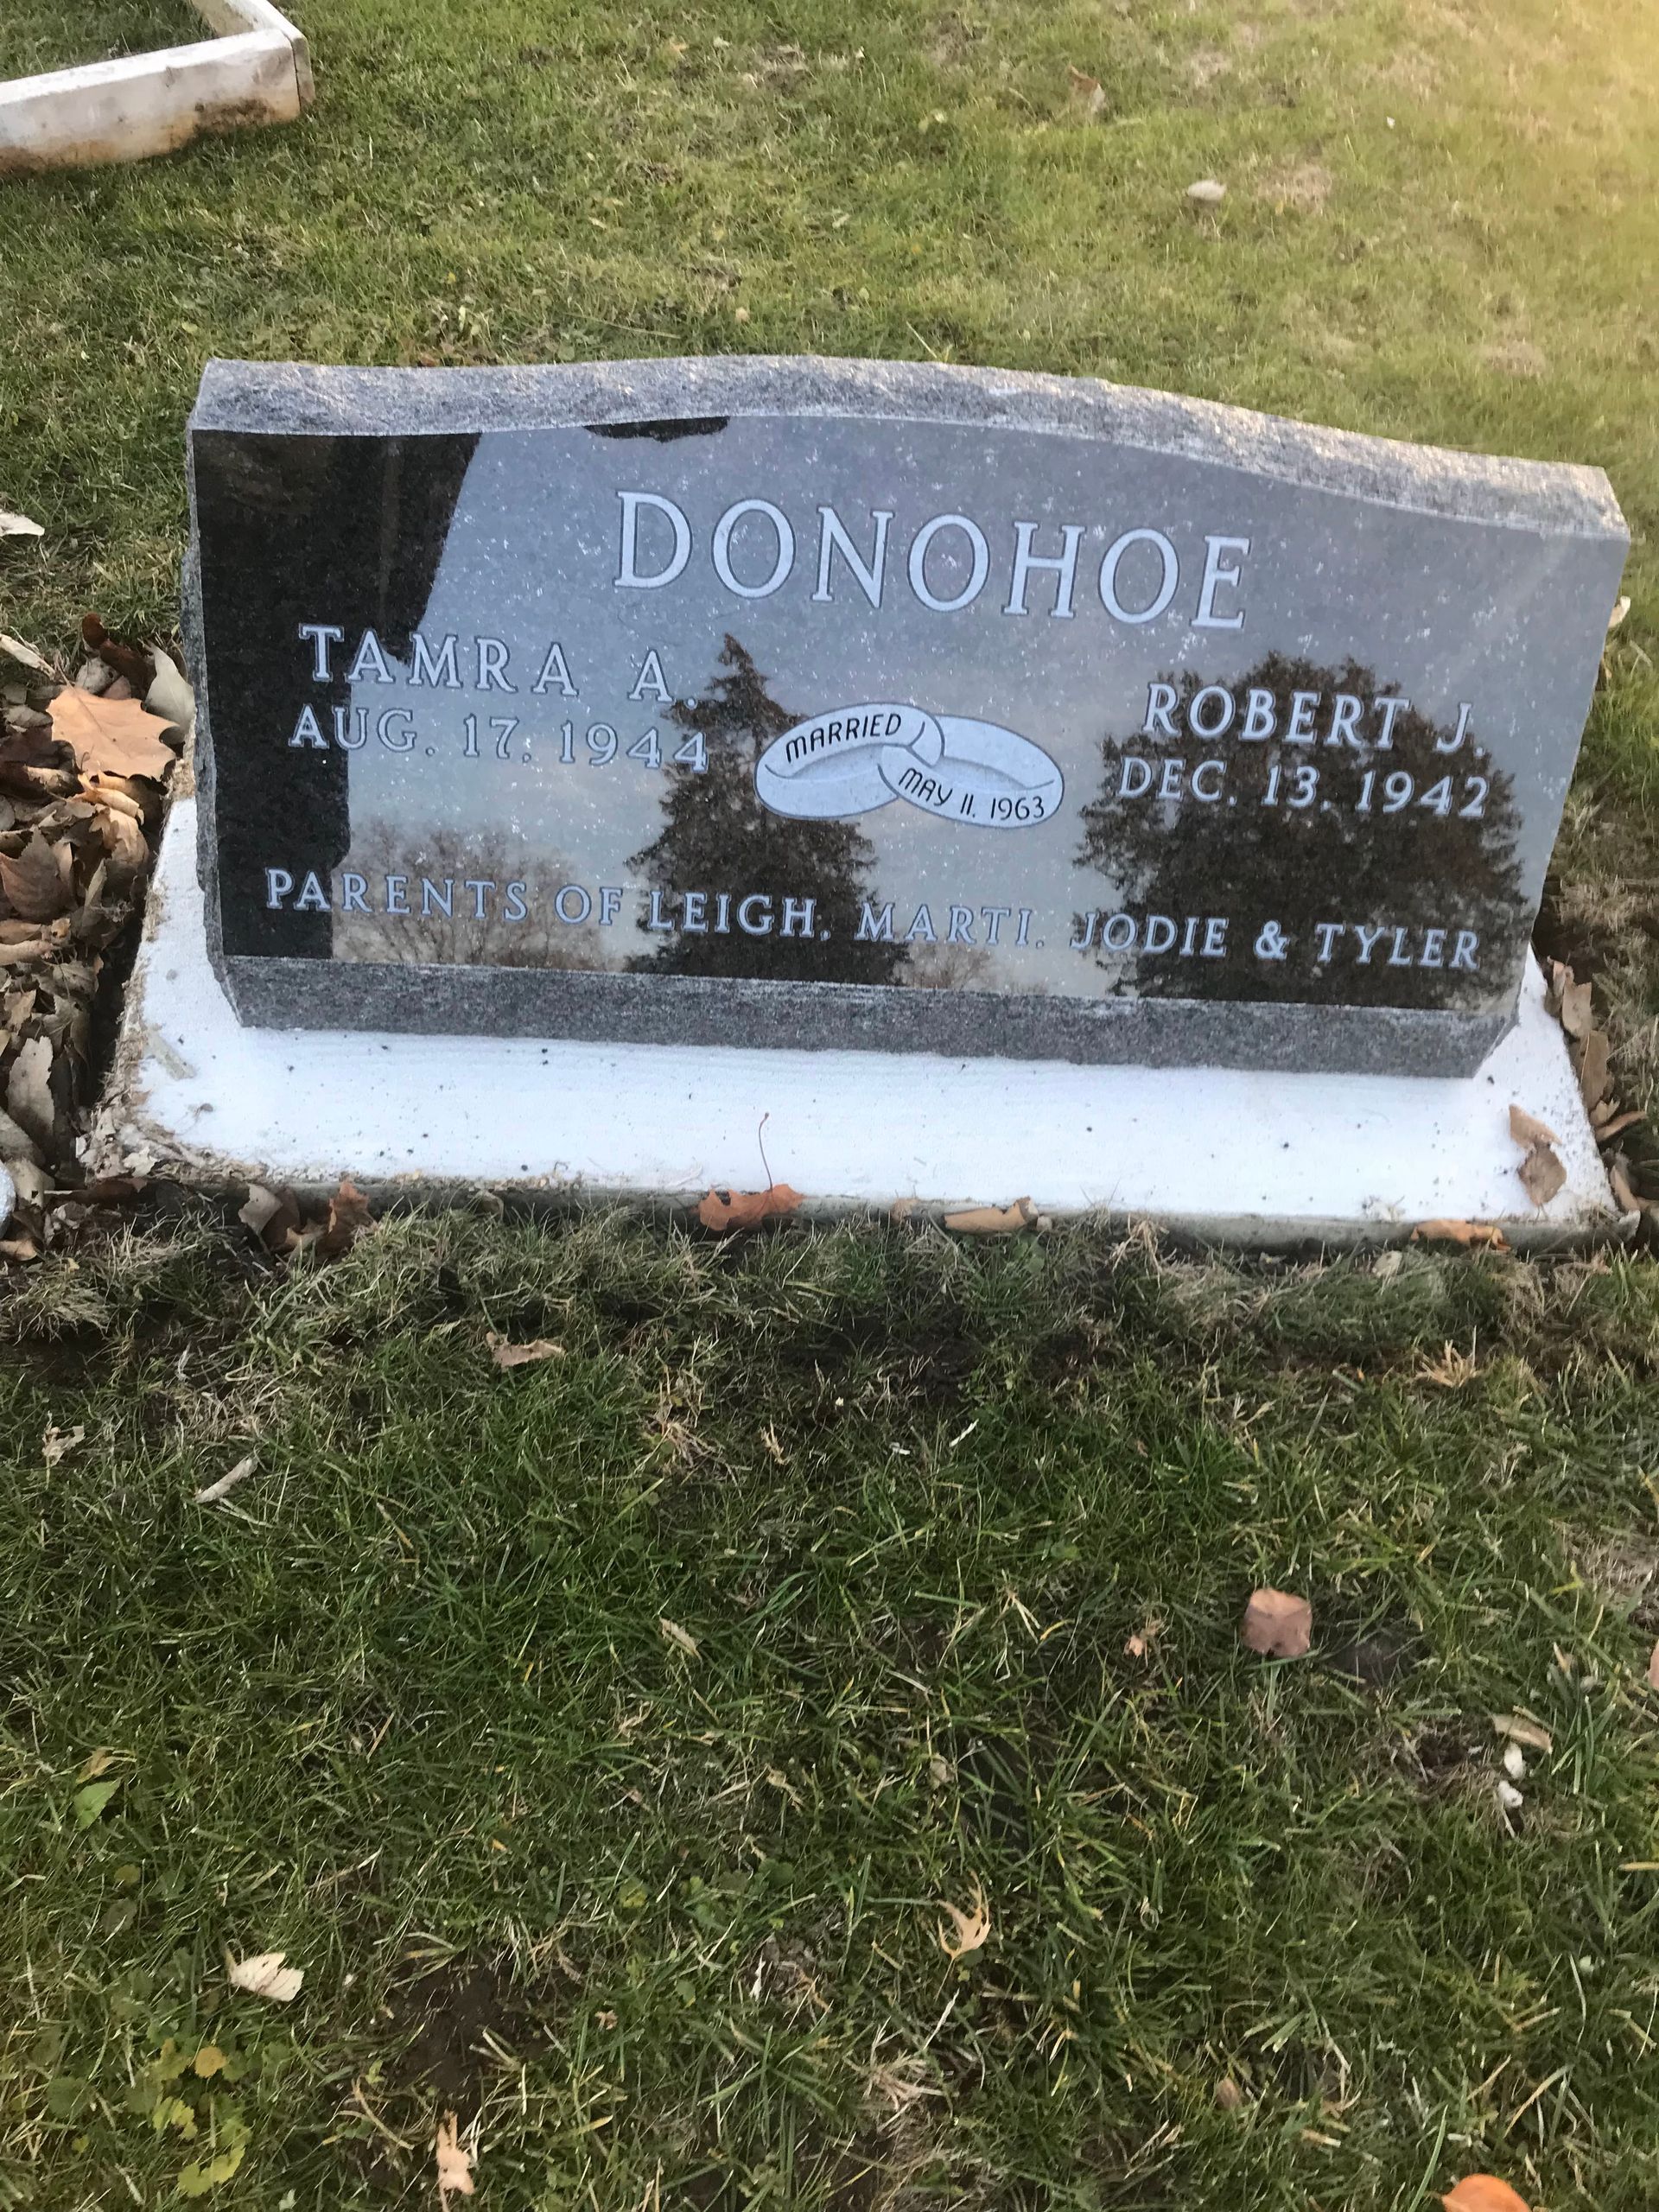 DONOHOE
TAMRA A.
AUG. 17, 1944
MARRIED
MAY 11, 1963
ROBERT J.
DEC. 13, 1942
PARENTS OF LEIGH, MARTI, JODIE & TYLER